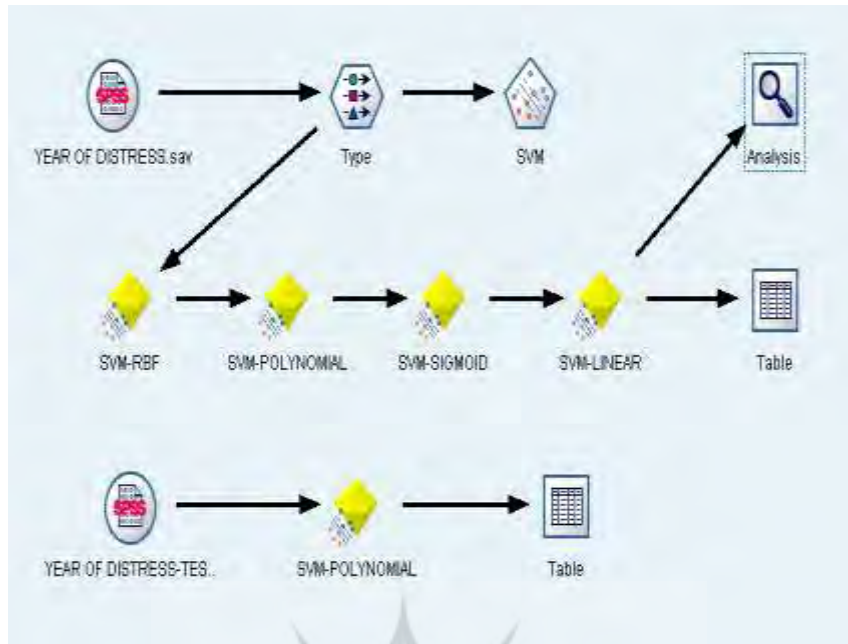 YEAR OF DISTRESS.sav
Type
SVM
Analysis
SVM-RBF
SVM-POLYNOMIAL
SVM-SIGMOID
SVM-LINEAR
Table
YEAR OF DISTRESS-TES..
SVM-POLYNOMIAL
Table